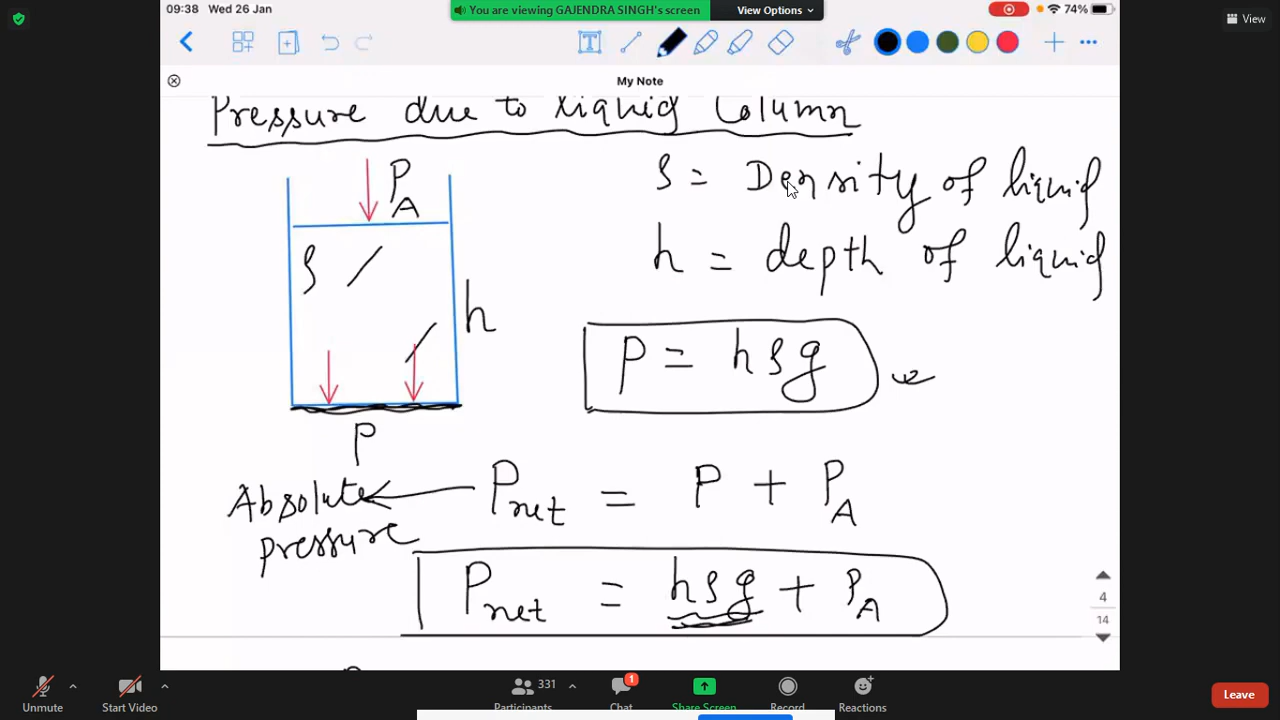 09:38 Wed 26 Jan
You are viewing GAJENDRA SINGH's screen
View Options
74%
View
My Note
Pressure due to liquid Column
P_A
ρ = Density of liquid
ρ
h = depth of liquid
h
P = hρg
P
Absolute pressure
P_net = P + P_A
P_net = hρg + P_A
4
14
Unmute
Start Video
331
Participants
1
Chat
Share Screen
Record
Reactions
Leave